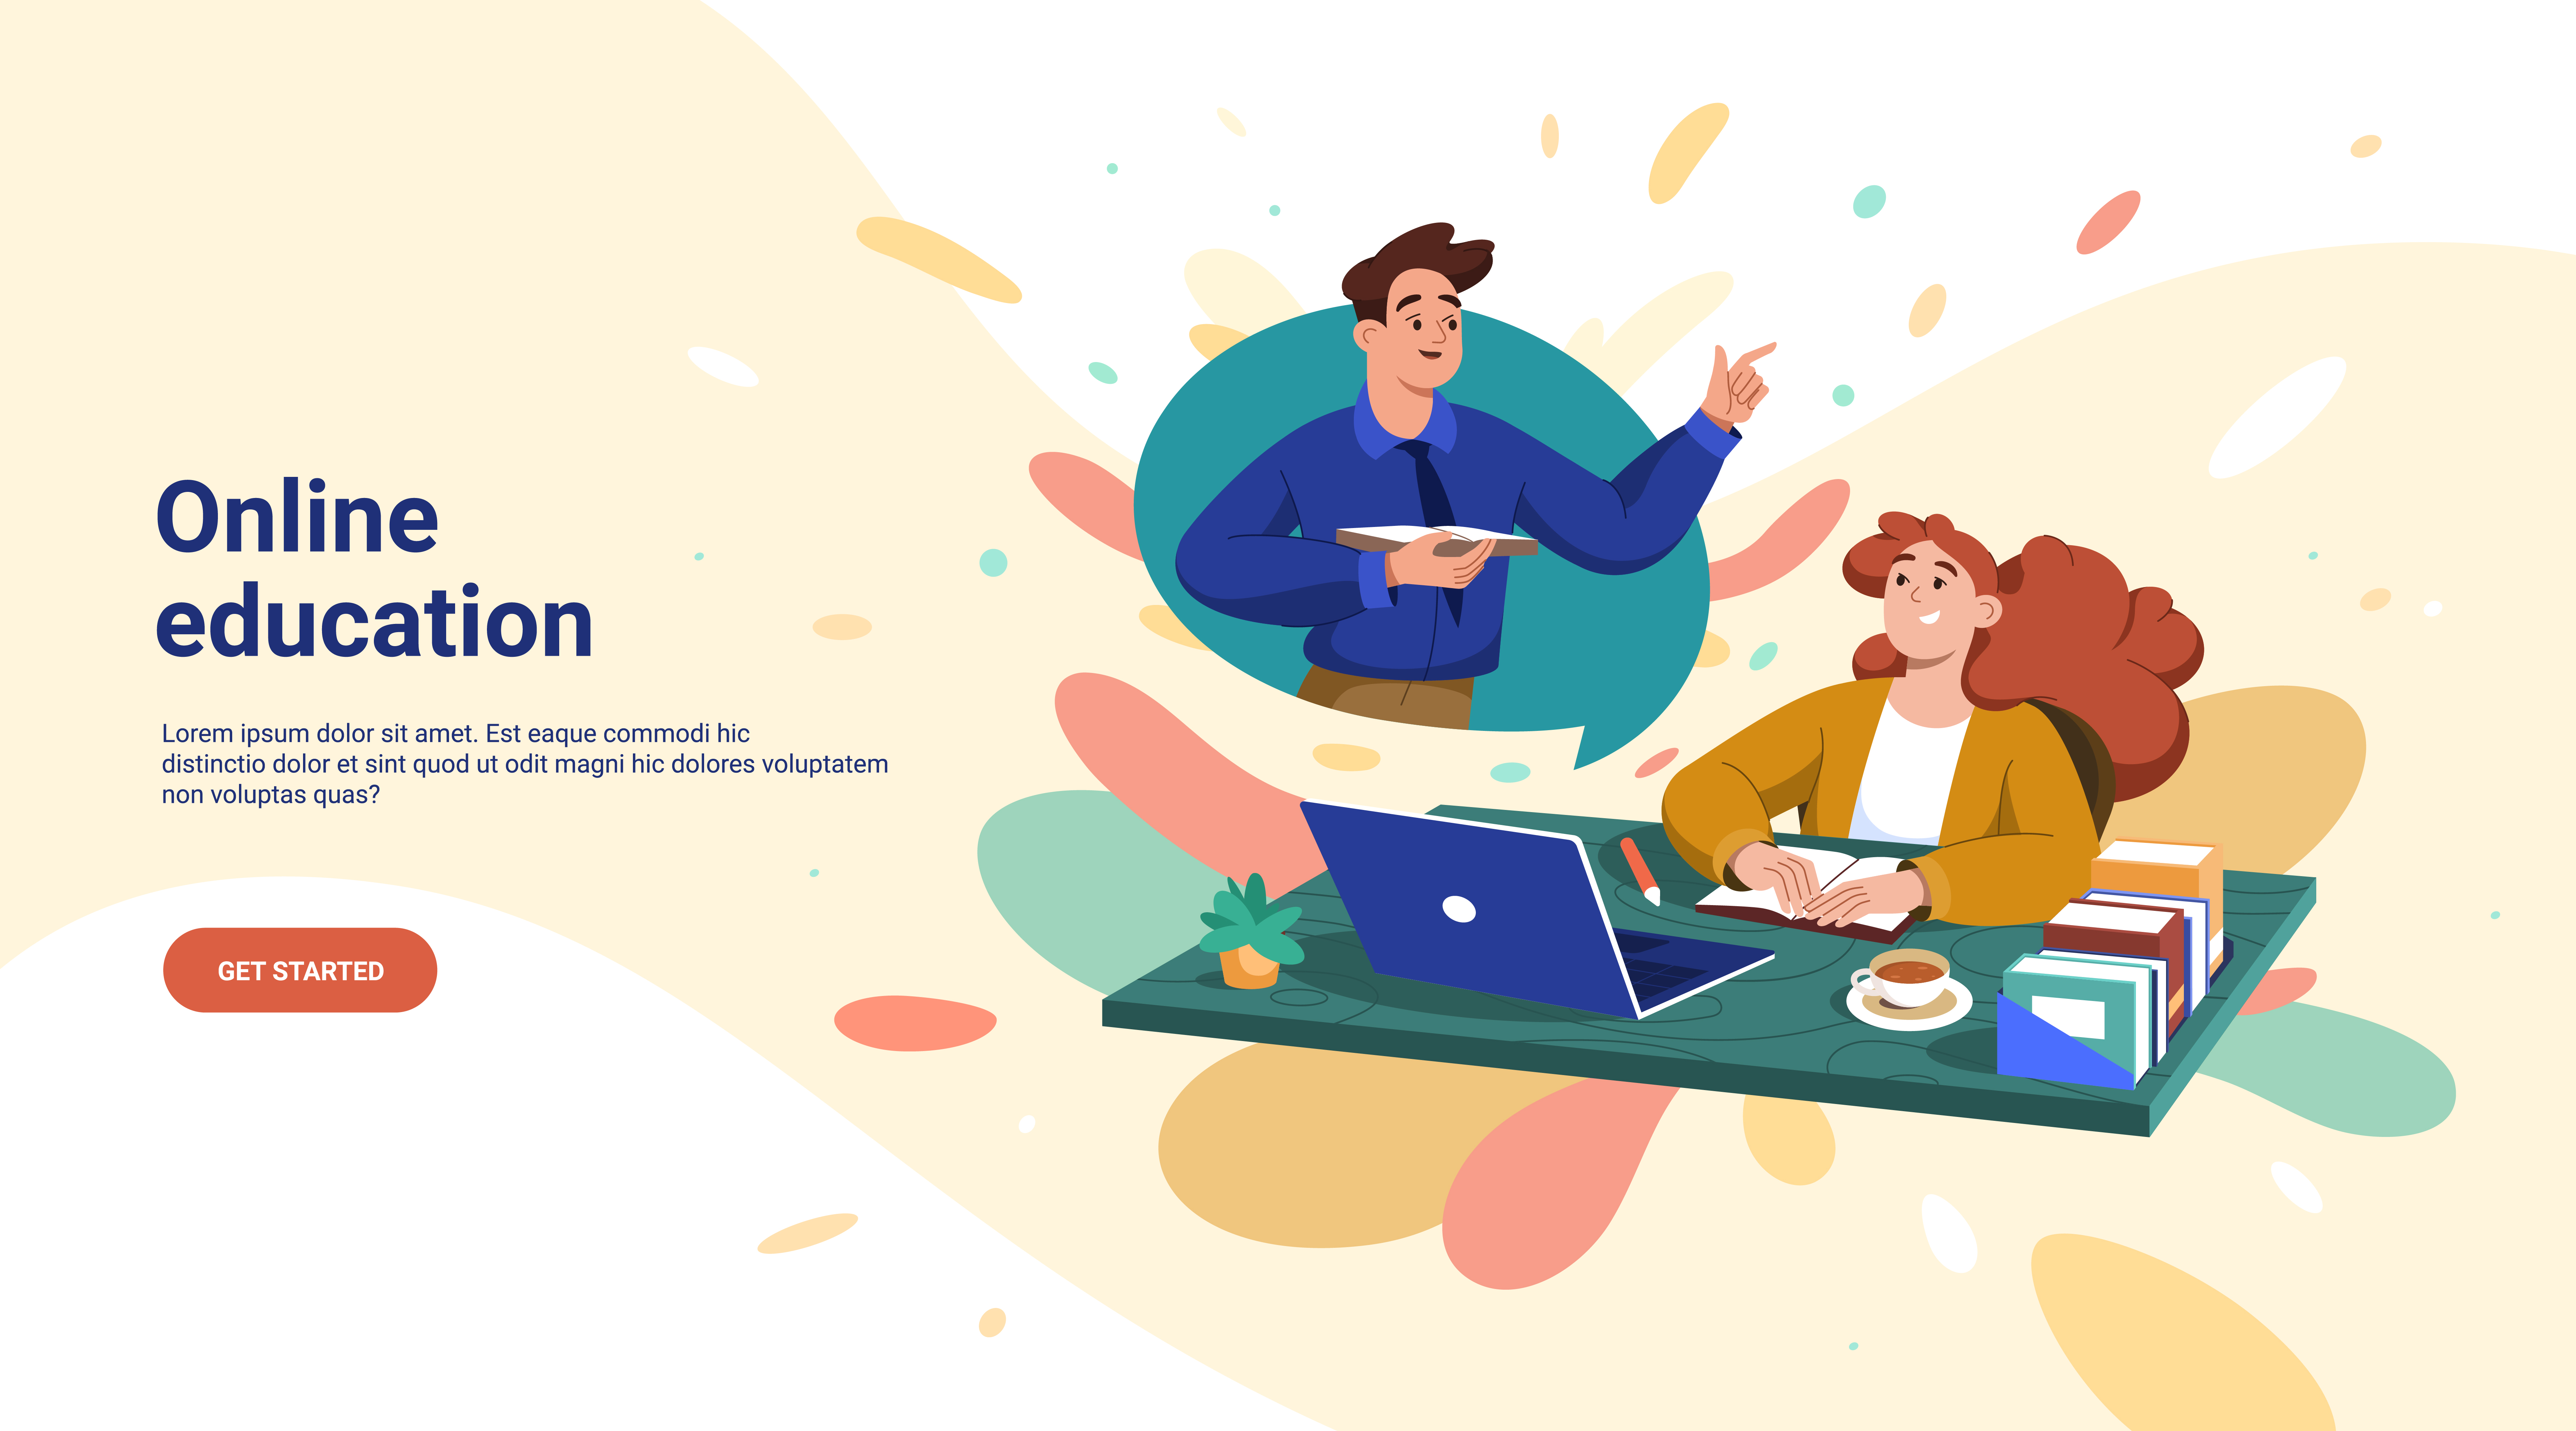 Online
education
Lorem ipsum dolor sit amet. Est eaque commodi hic
distinctio dolor et sint quod ut odit magni hic dolores voluptatem
non voluptas quas?
GET STARTED